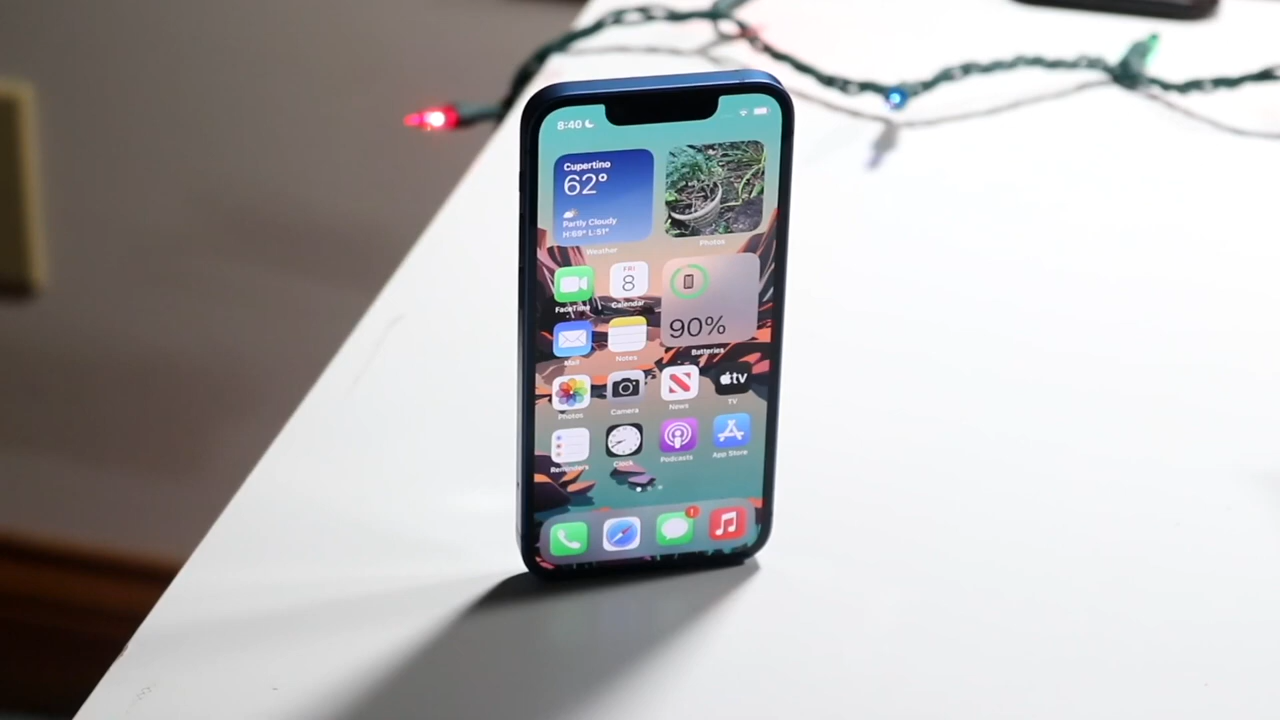 8:40
Cupertino
62°
Partly Cloudy
H:69° L:51°
Weather
Photos
FaceTime
FRI
8
Calendar
90%
Batteries
Mail
Notes
Photos
Camera
News
tv
TV
Reminders
Clock
Podcasts
App Store
!